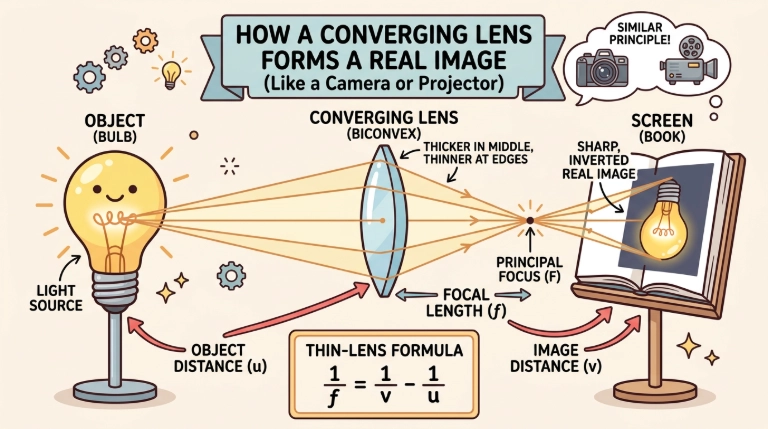 HOW A CONVERGING LENS
FORMS A REAL IMAGE
(Like a Camera or Projector)
SIMILAR
PRINCIPLE!
OBJECT
(BULB)
CONVERGING LENS
(BICONVEX)
THICKER IN MIDDLE,
THINNER AT EDGES
SCREEN
(BOOK)
SHARP,
INVERTED
REAL IMAGE
LIGHT
SOURCE
PRINCIPAL
FOCUS (F)
FOCAL
LENGTH (f)
OBJECT
DISTANCE (u)
THIN-LENS FORMULA
1/f = 1/v - 1/u
IMAGE
DISTANCE (v)